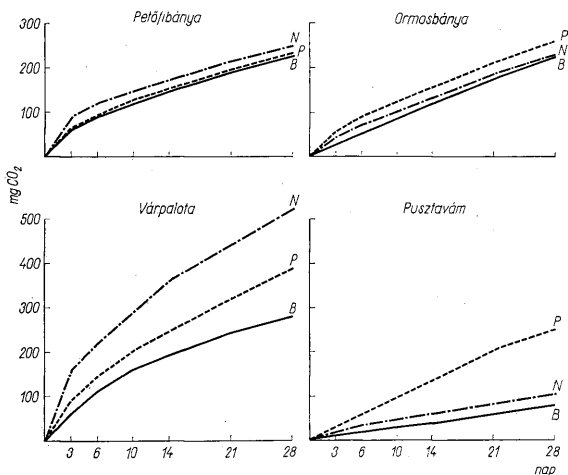 Petőfibánya
300
200
100
N
P
B
Ormosbánya
P
N
B
mg CO₂
Várpalota
500
400
300
200
100
N
P
B
3 6 10 14 21 28
Pusztavám
P
N
B
3 6 10 14 21 28
nap